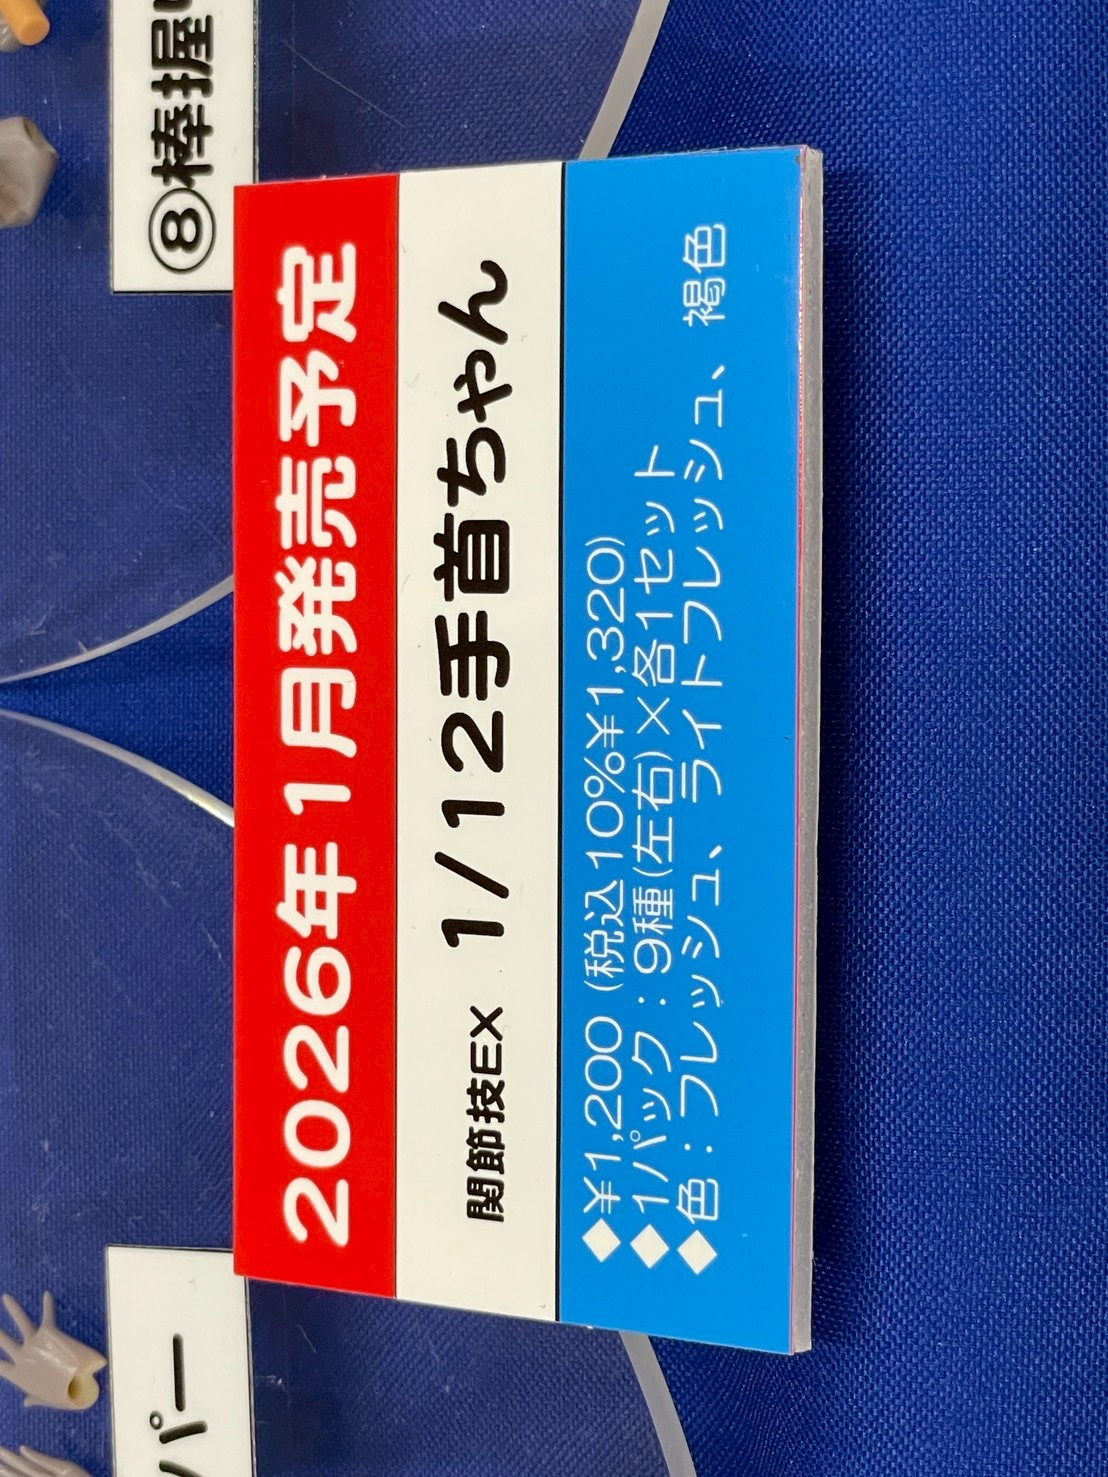 ⑧棒握
2026年1月発売予定
関節技EX 1/12手首ちゃん
◆¥1,200 (税込10%¥1,320)
◆1パック:9種(左右)×各1セット
◆色:フレッシュ、ライトフレッシュ、褐色
パー